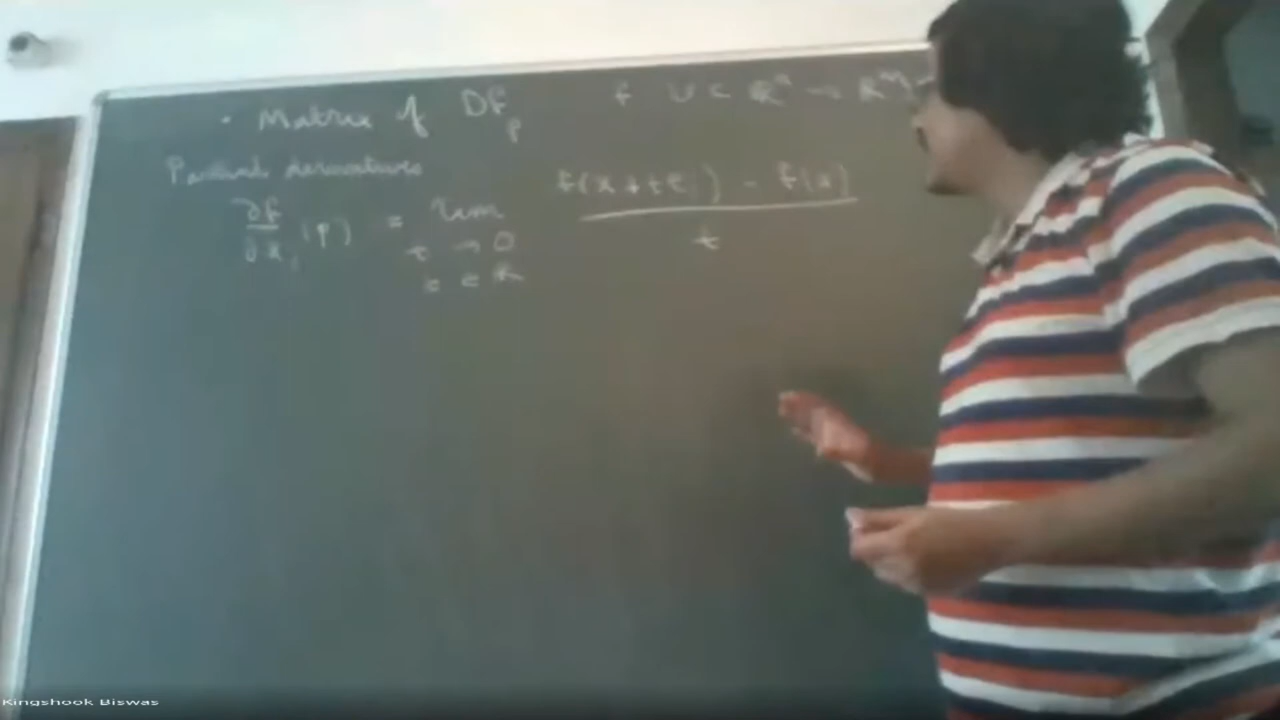 · Matrix of Df_p f U ⊂ R^n → R^m
Partial derivatives
∂f/∂x_i (p) = lim t → 0 t ∈ R f(x + te_i) - f(x) / t
Kingshook Biswas